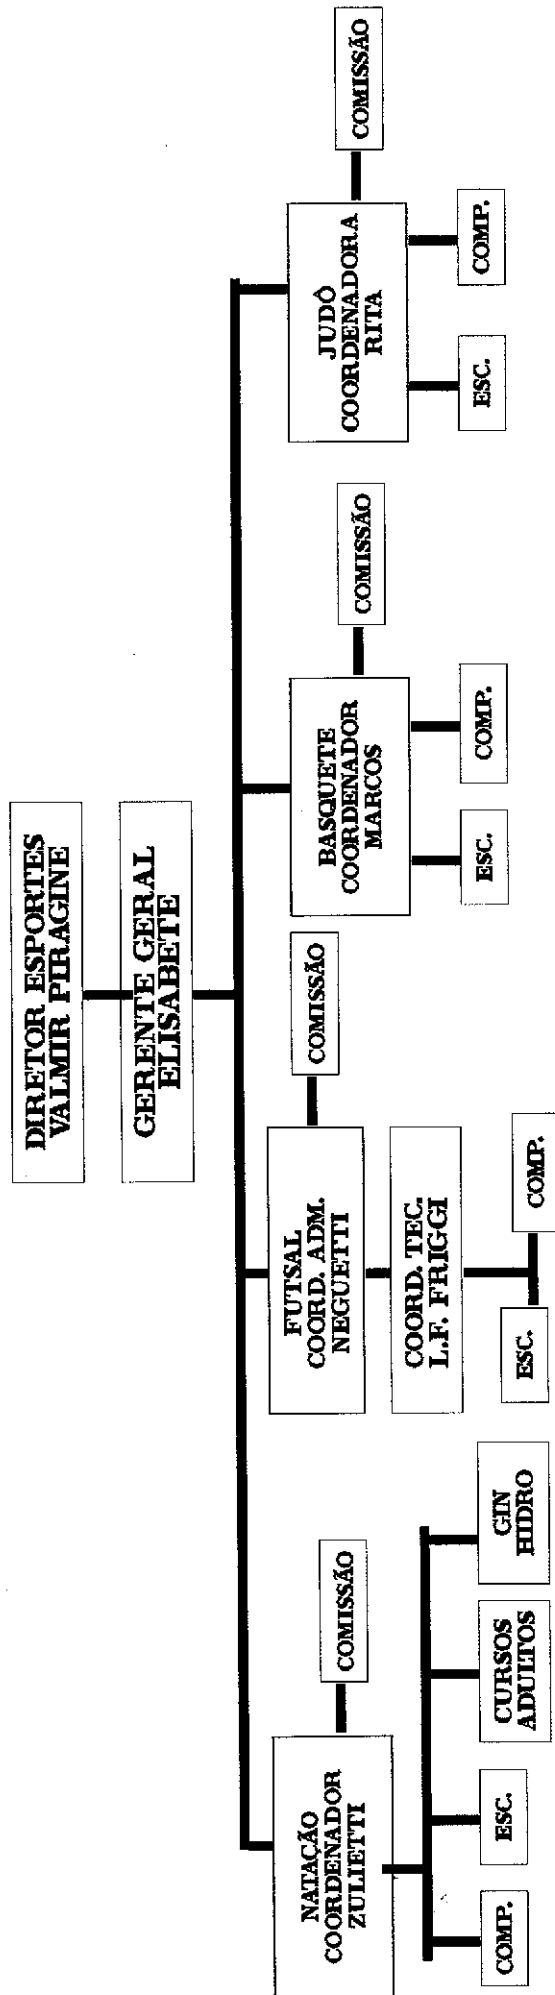 DIRETOR ESPORTES
VALMIR PIRAGINE
GERENTE GERAL
ELISABETE
NATAÇÃO
COORDENADOR
ZULIETTI
COMISSÃO
COMP.
ESC.
CURSOS
ADULTOS
GIN
HIDRO
FUTSAL
COORD. ADM.
NEGUETTI
COMISSÃO
COORD. TEC.
L.F. FRIGGI
ESC.
COMP.
BASQUETE
COORDENADOR
MARCOS
COMISSÃO
ESC.
COMP.
JUDÔ
COORDENADORA
RITA
COMISSÃO
ESC.
COMP.